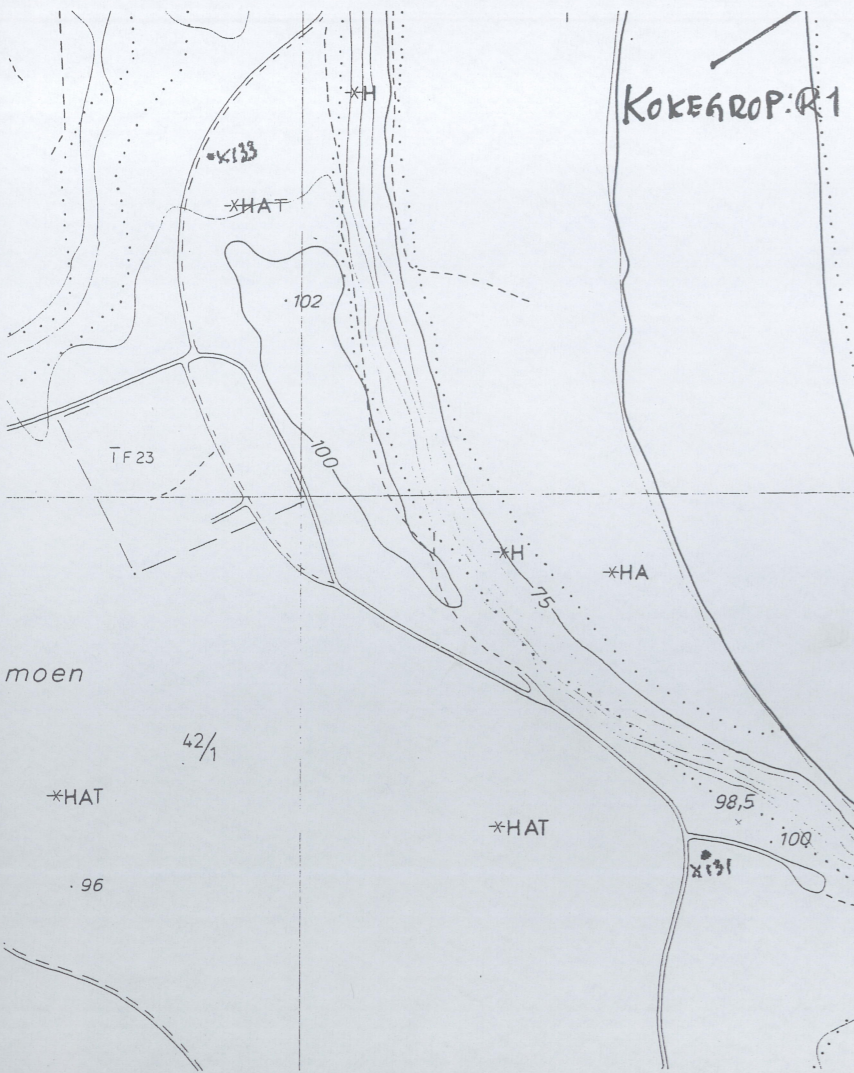 H
KOKEGROP: R1
X133
HAT
102
TF23
100
H
HA
75
moen
42/1
HAT
98,5
HAT
100
X131
96